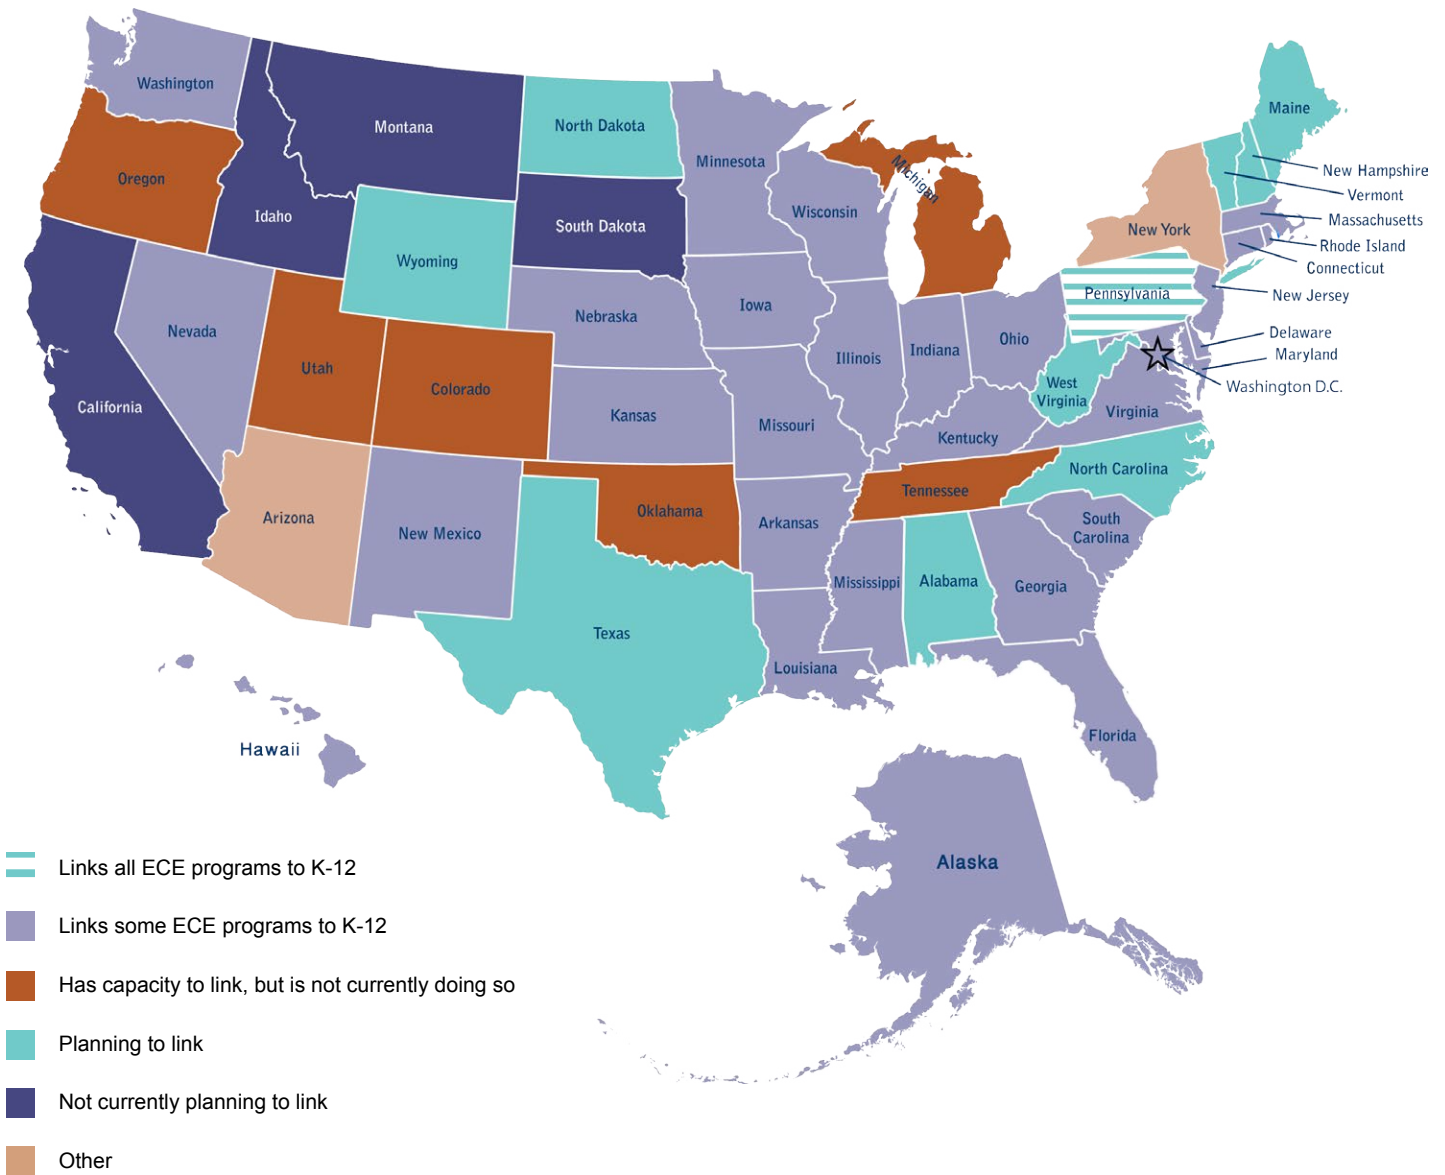 Washington
Montana
North Dakota
Minnesota
Maine
Oregon
Idaho
South Dakota
Wisconsin
Michigan
New York
New Hampshire
Vermont
Massachusetts
Rhode Island
Connecticut
Wyoming
Nebraska
Iowa
Pennsylvania
New Jersey
Nevada
Utah
Colorado
Illinois
Indiana
Ohio
Delaware
Maryland
Washington D.C.
West
Virginia
Virginia
California
Kansas
Missouri
Kentucky
North Carolina
Arizona
New Mexico
Oklahoma
Arkansas
Tennessee
South
Carolina
Texas
Louisiana
Mississippi
Alabama
Georgia
Florida
Hawaii
Alaska
Links all ECE programs to K-12
Links some ECE programs to K-12
Has capacity to link, but is not currently doing so
Planning to link
Not currently planning to link
Other